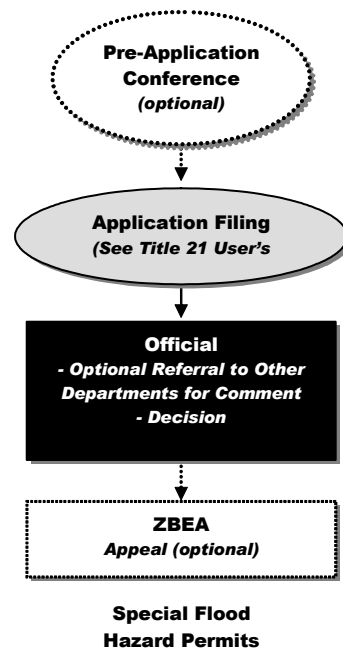 Pre-Application
Conference
(optional)
Application Filing
(See Title 21 User's
Official
- Optional Referral to Other
Departments for Comment
- Decision
ZBEA
Appeal (optional)
Special Flood
Hazard Permits